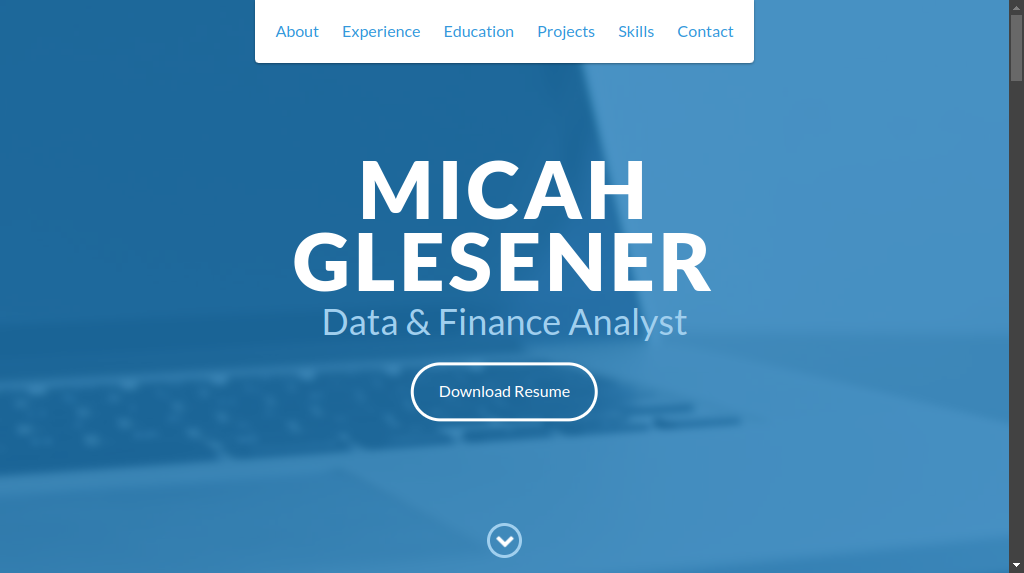 About Experience Education Projects Skills Contact
MICAH
GLESENER
Data & Finance Analyst
Download Resume